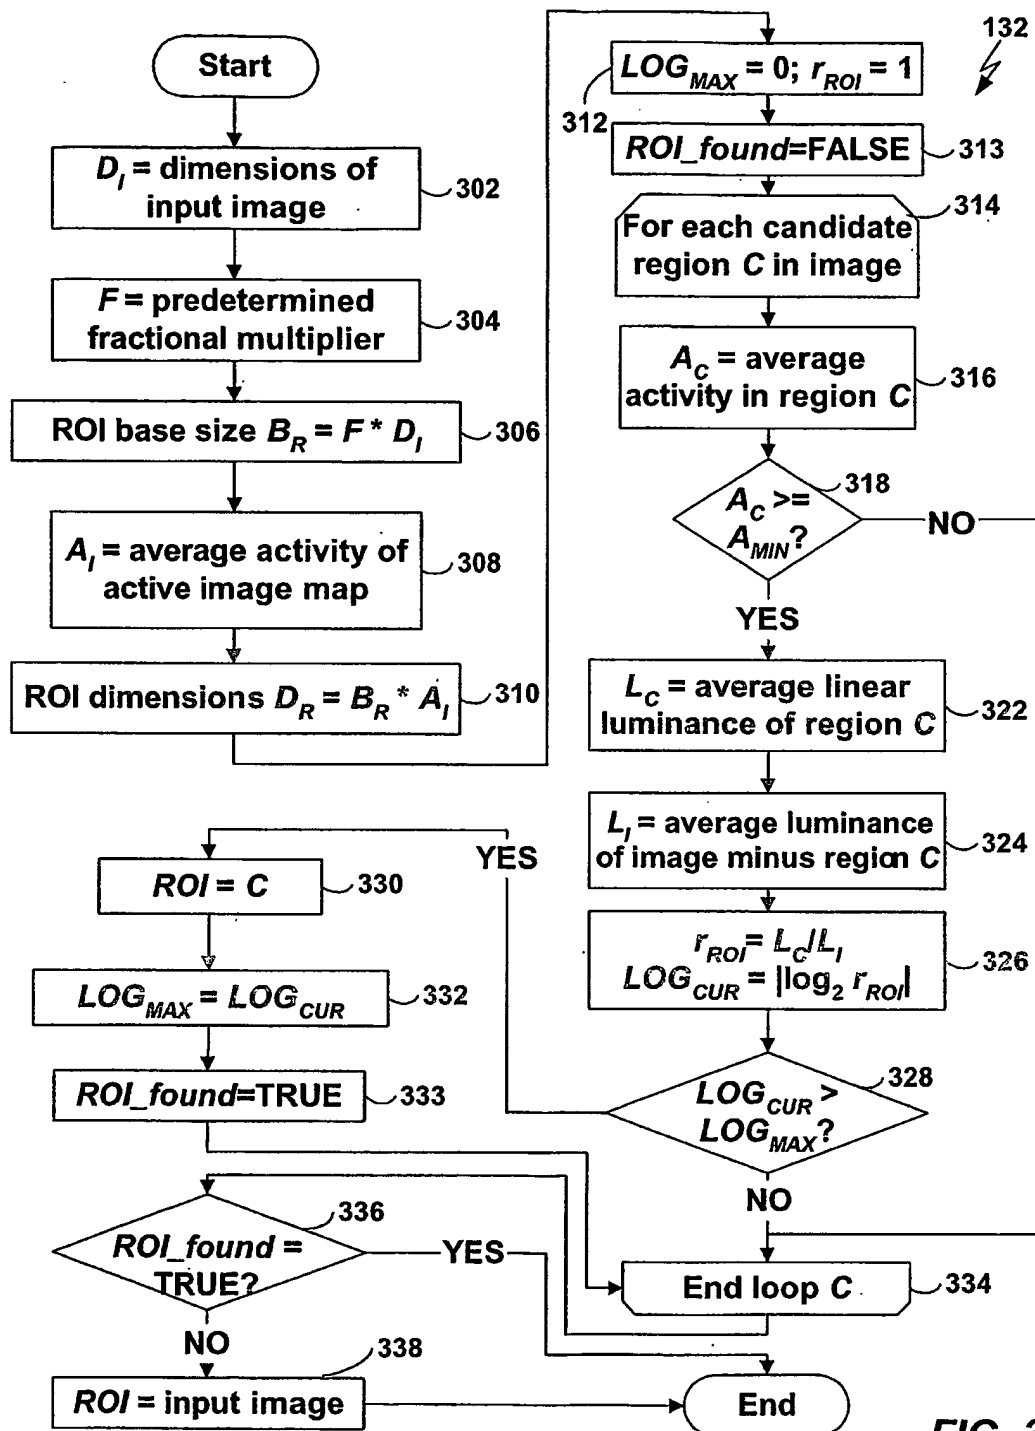 Start
D_I = dimensions of
input image
302
F = predetermined
fractional multiplier
304
ROI base size B_R = F * D_I
306
A_I = average activity of
active image map
308
ROI dimensions D_R = B_R * A_I
310
132
LOG_MAX = 0; r_ROI = 1
312
ROI_found=FALSE
313
314
For each candidate
region C in image
A_C = average
activity in region C
316
318
A_C >=
A_MIN?
NO
YES
L_C = average linear
luminance of region C
322
L_I = average luminance
of image minus region C
324
r_ROI = L_C/L_I
LOG_CUR = |log_2 r_ROI|
326
328
LOG_CUR >
LOG_MAX?
YES
NO
ROI = C
330
LOG_MAX = LOG_CUR
332
ROI_found=TRUE
333
End loop C
334
336
ROI_found =
TRUE?
YES
NO
338
ROI = input image
End
FIG.